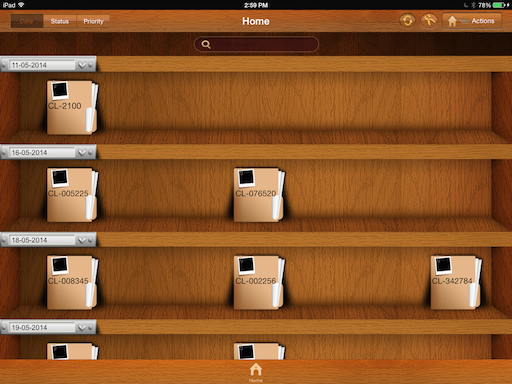 iPad 2:59 PM 78%
Date Status Priority Home Actions
11-05-2014
CL-2100
16-05-2014
CL-005225 CL-076520
18-05-2014
CL-008345 CL-002256 CL-342784
19-05-2014
Home